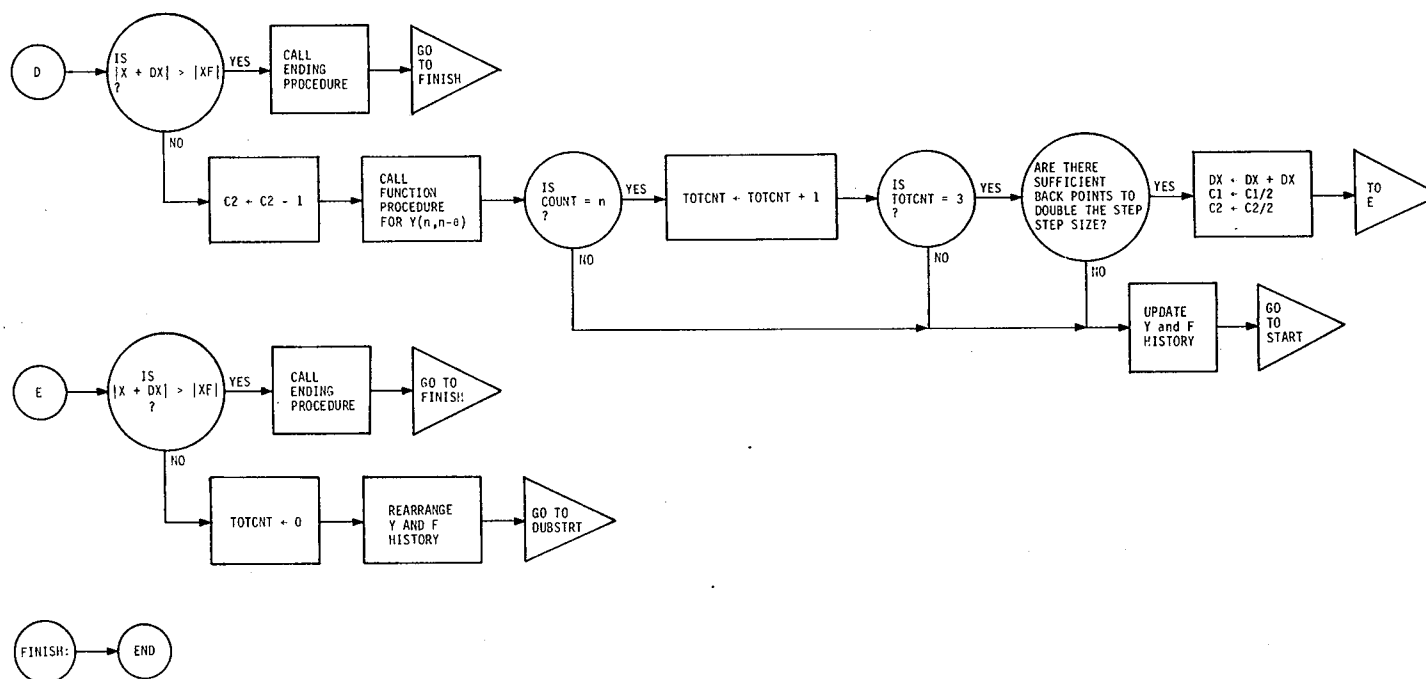 D
IS
|X + DX| > |XF|
?
YES
CALL
ENDING
PROCEDURE
GO
TO
FINISH
NO
C2 ← C2 - 1
CALL
FUNCTION
PROCEDURE
FOR Y(n,n-θ)
IS
COUNT = n
?
YES
TOTCNT ← TOTCNT + 1
IS
TOTCNT = 3
?
YES
ARE THERE
SUFFICIENT
BACK POINTS TO
DOUBLE THE STEP
STEP SIZE?
YES
DX ← DX + DX
C1 ← C1/2
C2 ← C2/2
TO
E
NO
NO
NO
UPDATE
Y and F
HISTORY
GO
TO
START
E
IS
|X + DX| > |XF|
?
YES
CALL
ENDING
PROCEDURE
GO TO
FINISH
NO
TOTCNT ← 0
REARRANGE
Y AND F
HISTORY
GO TO
DUBSTRT
FINISH:
END